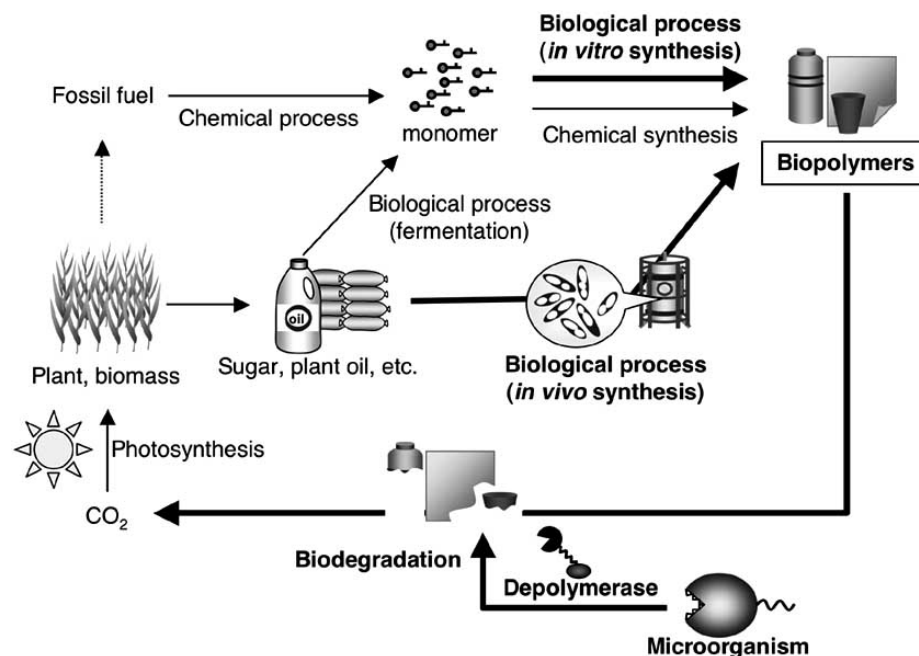 Biological process
(in vitro synthesis)
Fossil fuel
Chemical process
monomer
Chemical synthesis
Biopolymers
Biological process
(fermentation)
oil
Plant, biomass
Sugar, plant oil, etc.
Biological process
(in vivo synthesis)
Photosynthesis
CO₂
Biodegradation
Depolymerase
Microorganism